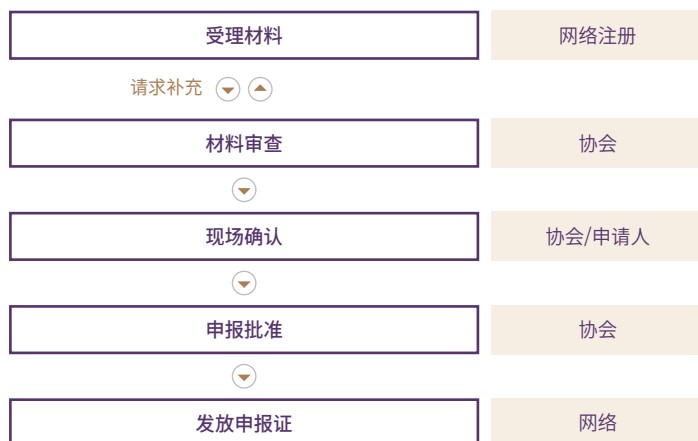 受理材料 网络注册
请求补充
材料审查 协会
现场确认 协会/申请人
申报批准 协会
发放申报证 网络